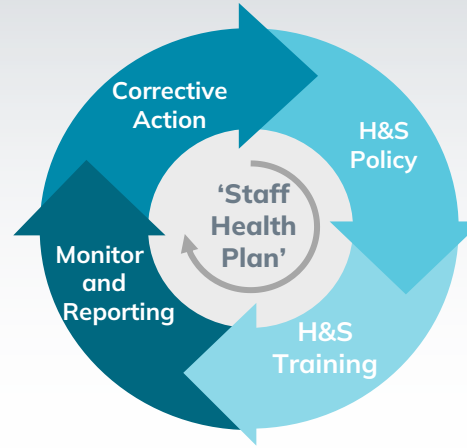 Corrective
Action
H&S
Policy
‘Staff
Health
Plan’
Monitor
and
Reporting
H&S
Training